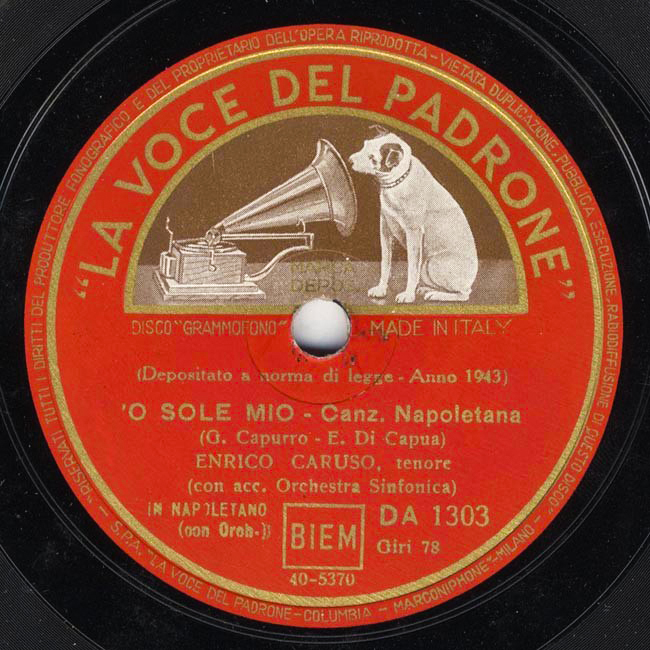 "RISERVATI TUTTI I DIRITTI DEL PRODUTTORE FONOGRAFICO E DEL PROPRIETARIO DELL'OPERA RIPRODOTTA - VIETATA DUPLICAZIONE, PUBBLICA ESECUZIONE, RADIODIFFUSIONE DI QUESTO DISCO"
"LA VOCE DEL PADRONE"
MARCA
DEPO
DISCO "GRAMMOFONO" MADE IN ITALY
(Depositato a norma di legge - Anno 1943)
'O SOLE MIO - Canz. Napoletana
(G. Capurro - E. Di Capua)
ENRICO CARUSO, tenore
(con acc. Orchestra Sinfonica)
IN NAPOLETANO
(con Orch.)
BIEM
DA 1303
Giri 78
40-5370
S.P.A. "LA VOCE DEL PADRONE - COLUMBIA - MARCONIPHONE" - MILANO -